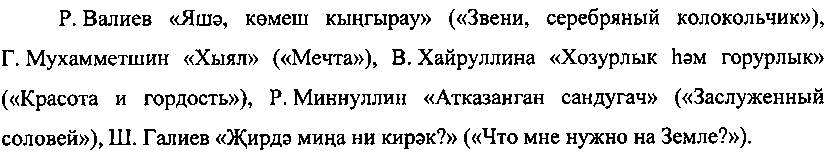 Р. Валиев «Яшә, көмеш кыңгырау» («Звени, серебряный колокольчик»),
Г. Мухамметшин «Хыял» («Мечта»), В. Хайруллина «Хозурлык һәм горурлык»
(«Красота и гордость»), Р. Миннуллин «Атказанган сандугач» («Заслуженный
соловей»), Ш. Галиев «Җирдә миңа ни кирәк?» («Что мне нужно на Земле?»).